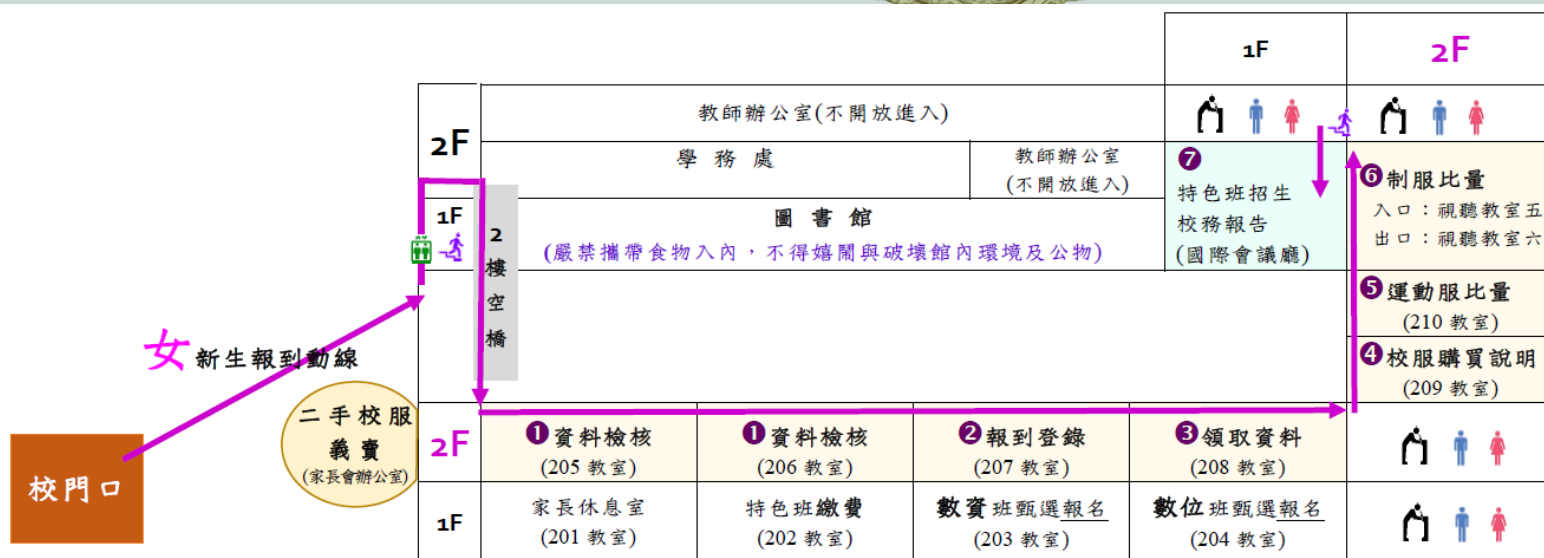 1F
2F
2F
教師辦公室(不開放進入)
學務處
教師辦公室
(不開放進入)
1F
圖書館
(嚴禁攜帶食物入內，不得嬉鬧與破壞館內環境及公物)
2
樓
空
橋
❼
特色班招生
校務報告
(國際會議廳)
❻制服比量
入口：視聽教室五
出口：視聽教室六
❺運動服比量
(210 教室)
❹校服購買說明
(209 教室)
女新生報到動線
二手校服
義賣
(家長會辦公室)
校門口
2F
❶資料檢核
(205 教室)
❶資料檢核
(206 教室)
❷報到登錄
(207 教室)
❸領取資料
(208 教室)
1F
家長休息室
(201 教室)
特色班繳費
(202 教室)
數資班甄選報名
(203 教室)
數位班甄選報名
(204 教室)